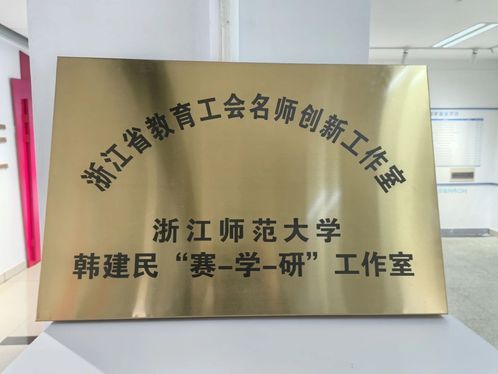 浙江省教育工会名师创新工作室
浙江师范大学
韩建民“赛-学-研”工作室